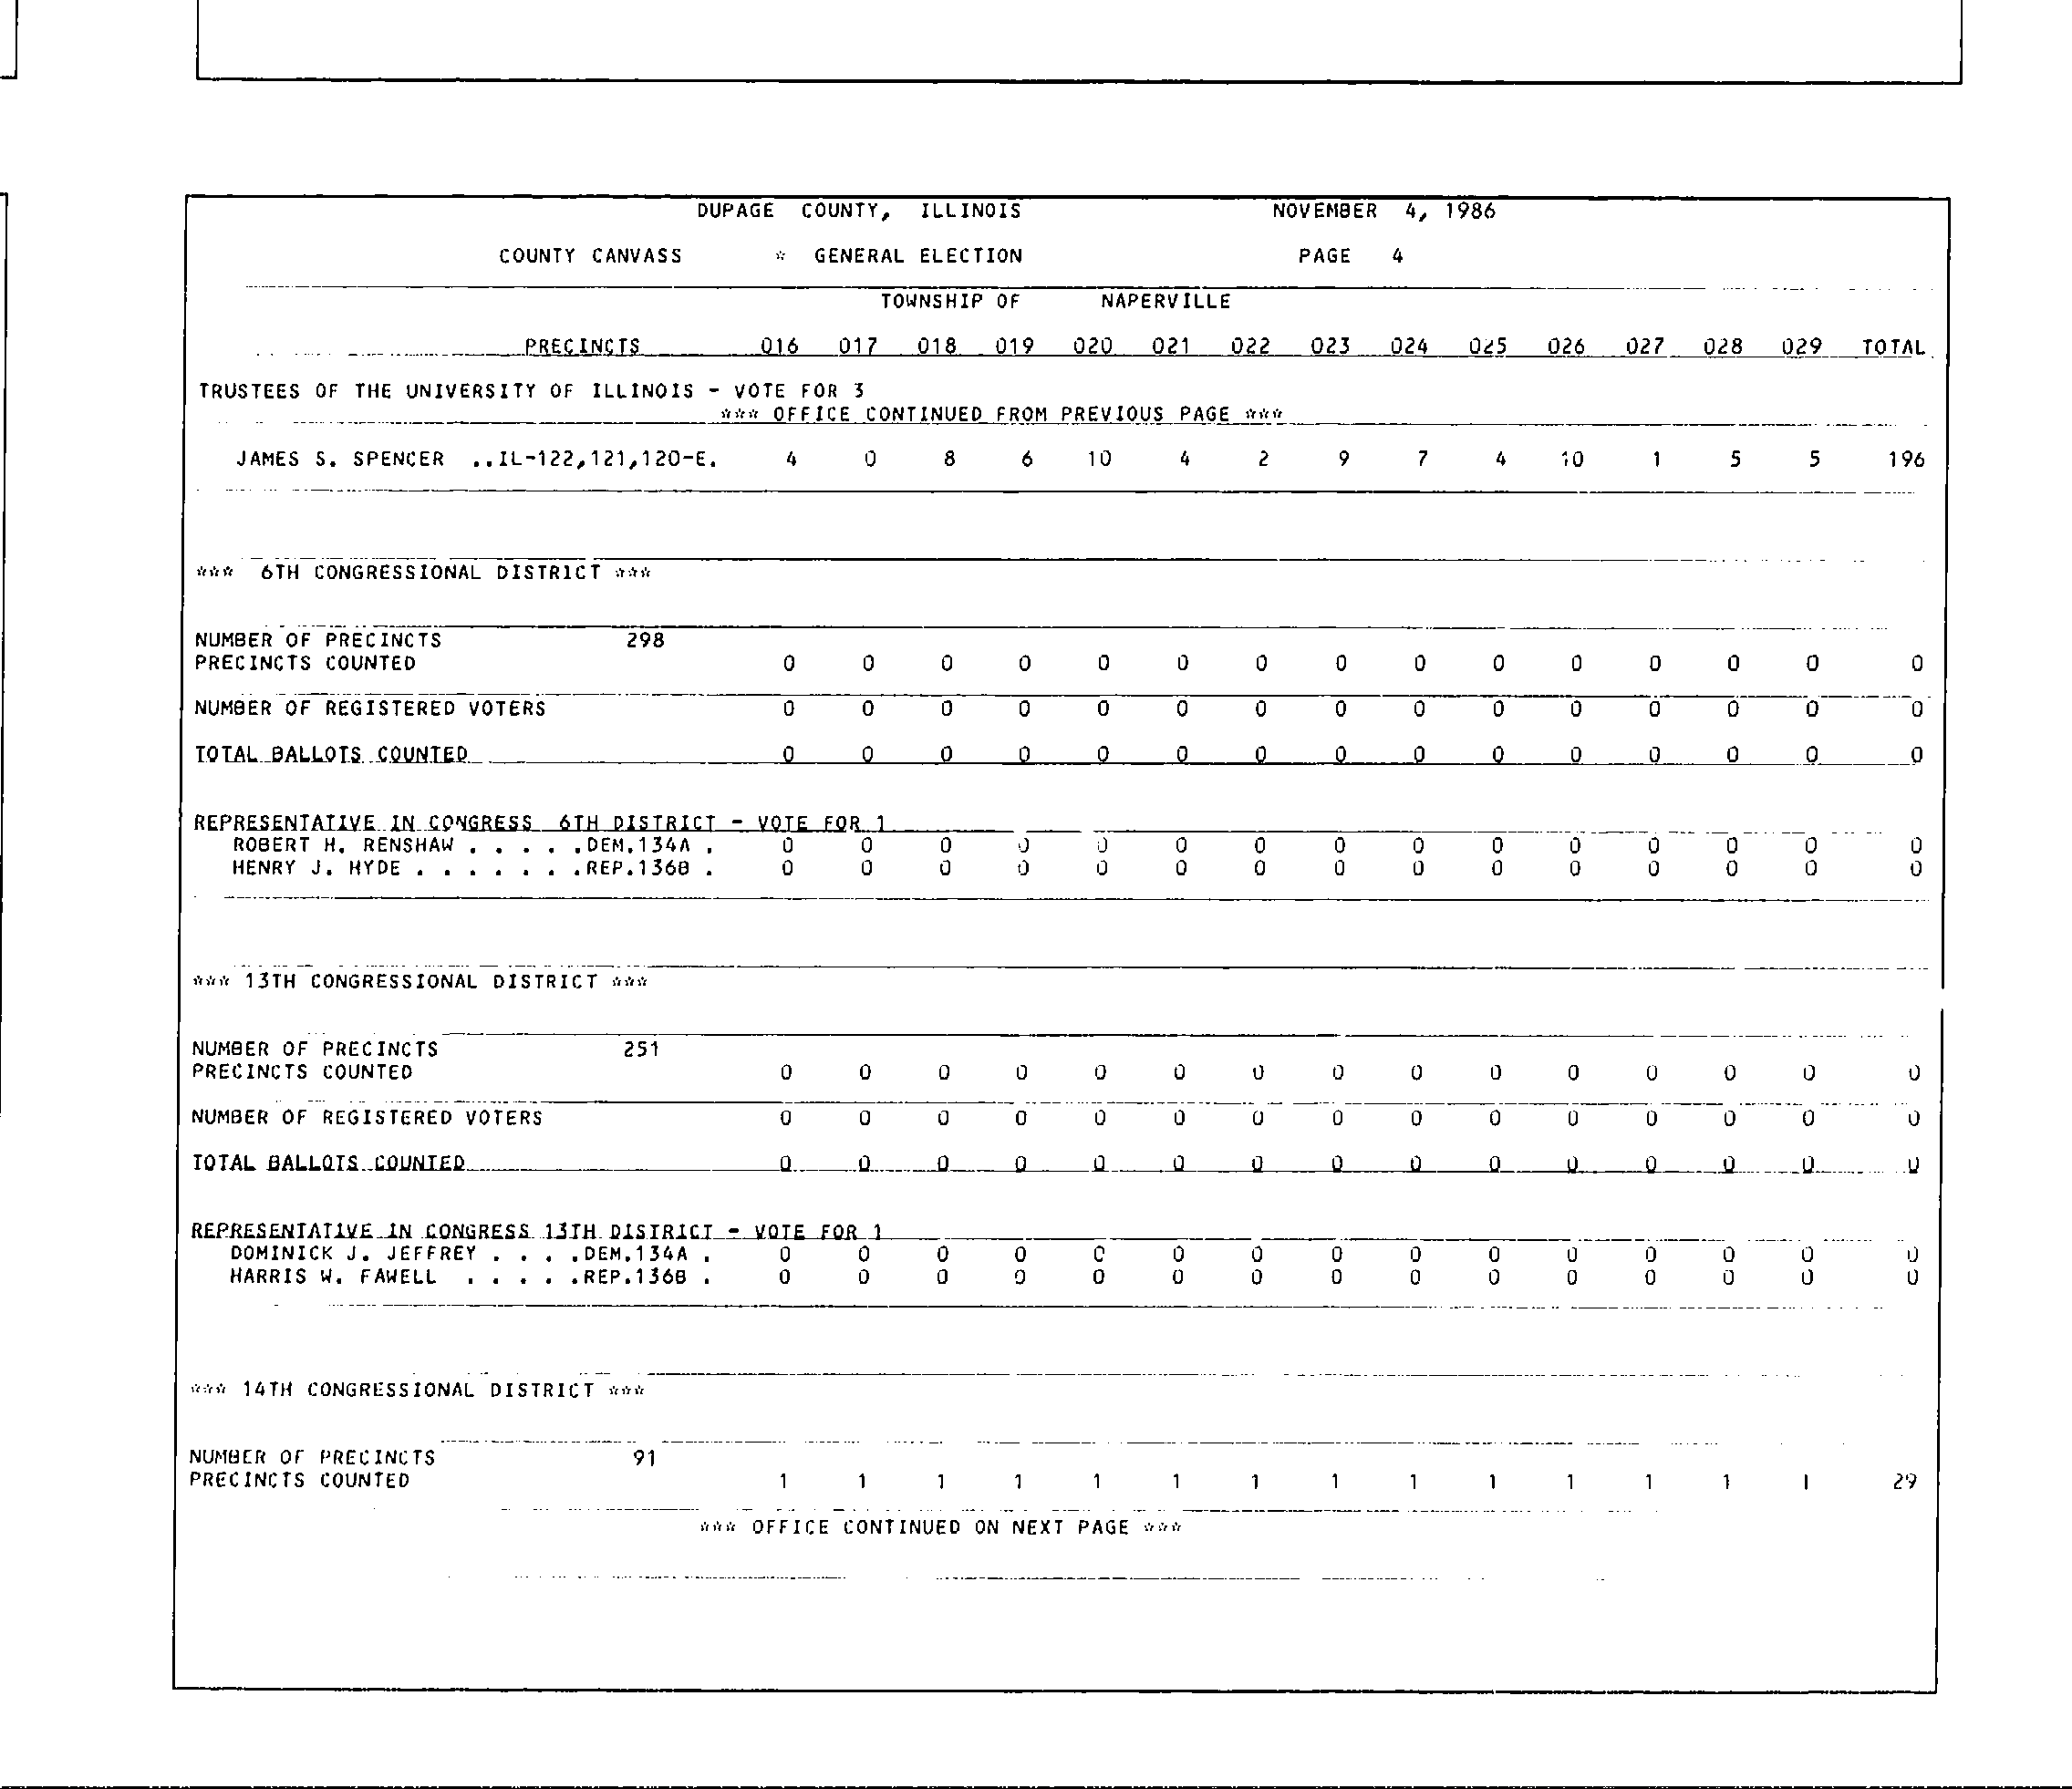 DUPAGE COUNTY, ILLINOIS NOVEMBER 4, 1986
COUNTY CANVASS * GENERAL ELECTION PAGE 4
TOWNSHIP OF NAPERVILLE
PRECINCTS 016 017 018 019 020 021 022 023 024 025 026 027 028 029 TOTAL
TRUSTEES OF THE UNIVERSITY OF ILLINOIS - VOTE FOR 3
*** OFFICE CONTINUED FROM PREVIOUS PAGE ***
JAMES S. SPENCER ..IL-122,121,120-E. 4 0 8 6 10 4 2 9 7 4 10 1 5 5 196
*** 6TH CONGRESSIONAL DISTRICT ***
NUMBER OF PRECINCTS 298
PRECINCTS COUNTED 0 0 0 0 0 0 0 0 0 0 0 0 0 0 0
NUMBER OF REGISTERED VOTERS 0 0 0 0 0 0 0 0 0 0 0 0 0 0 0
TOTAL BALLOTS COUNTED 0 0 0 0 0 0 0 0 0 0 0 0 0 0 0
REPRESENTATIVE IN CONGRESS 6TH DISTRICT - VOTE FOR 1
ROBERT H. RENSHAW . . . . .DEM.134A . 0 0 0 0 0 0 0 0 0 0 0 0 0 0 0
HENRY J. HYDE . . . . . . .REP.136B . 0 0 0 0 0 0 0 0 0 0 0 0 0 0 0
*** 13TH CONGRESSIONAL DISTRICT ***
NUMBER OF PRECINCTS 251
PRECINCTS COUNTED 0 0 0 0 0 0 0 0 0 0 0 0 0 0 0
NUMBER OF REGISTERED VOTERS 0 0 0 0 0 0 0 0 0 0 0 0 0 0 0
TOTAL BALLOTS COUNTED 0 0 0 0 0 0 0 0 0 0 0 0 0 0 0
REPRESENTATIVE IN CONGRESS 13TH DISTRICT - VOTE FOR 1
DOMINICK J. JEFFREY . . . .DEM.134A . 0 0 0 0 0 0 0 0 0 0 0 0 0 0 0
HARRIS W. FAWELL . . . . .REP.136B . 0 0 0 0 0 0 0 0 0 0 0 0 0 0 0
*** 14TH CONGRESSIONAL DISTRICT ***
NUMBER OF PRECINCTS 91
PRECINCTS COUNTED 1 1 1 1 1 1 1 1 1 1 1 1 1 1 29
*** OFFICE CONTINUED ON NEXT PAGE ***